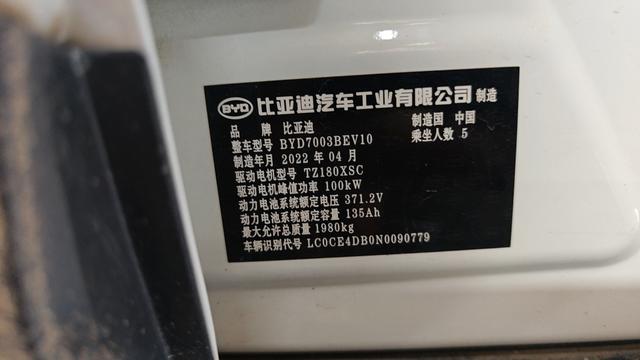 BYD 比亚迪汽车工业有限公司 制造
品 牌 比亚迪 制造国 中国
整车型号 BYD7003BEV10 乘坐人数 5
制造年月 2022 年 04 月
驱动电机型号 TZ180XSC
驱动电机峰值功率 100kW
动力电池系统额定电压 371.2V
动力电池系统额定容量 135Ah
最大允许总质量 1980kg
车辆识别代号 LC0CE4DB0N0090779